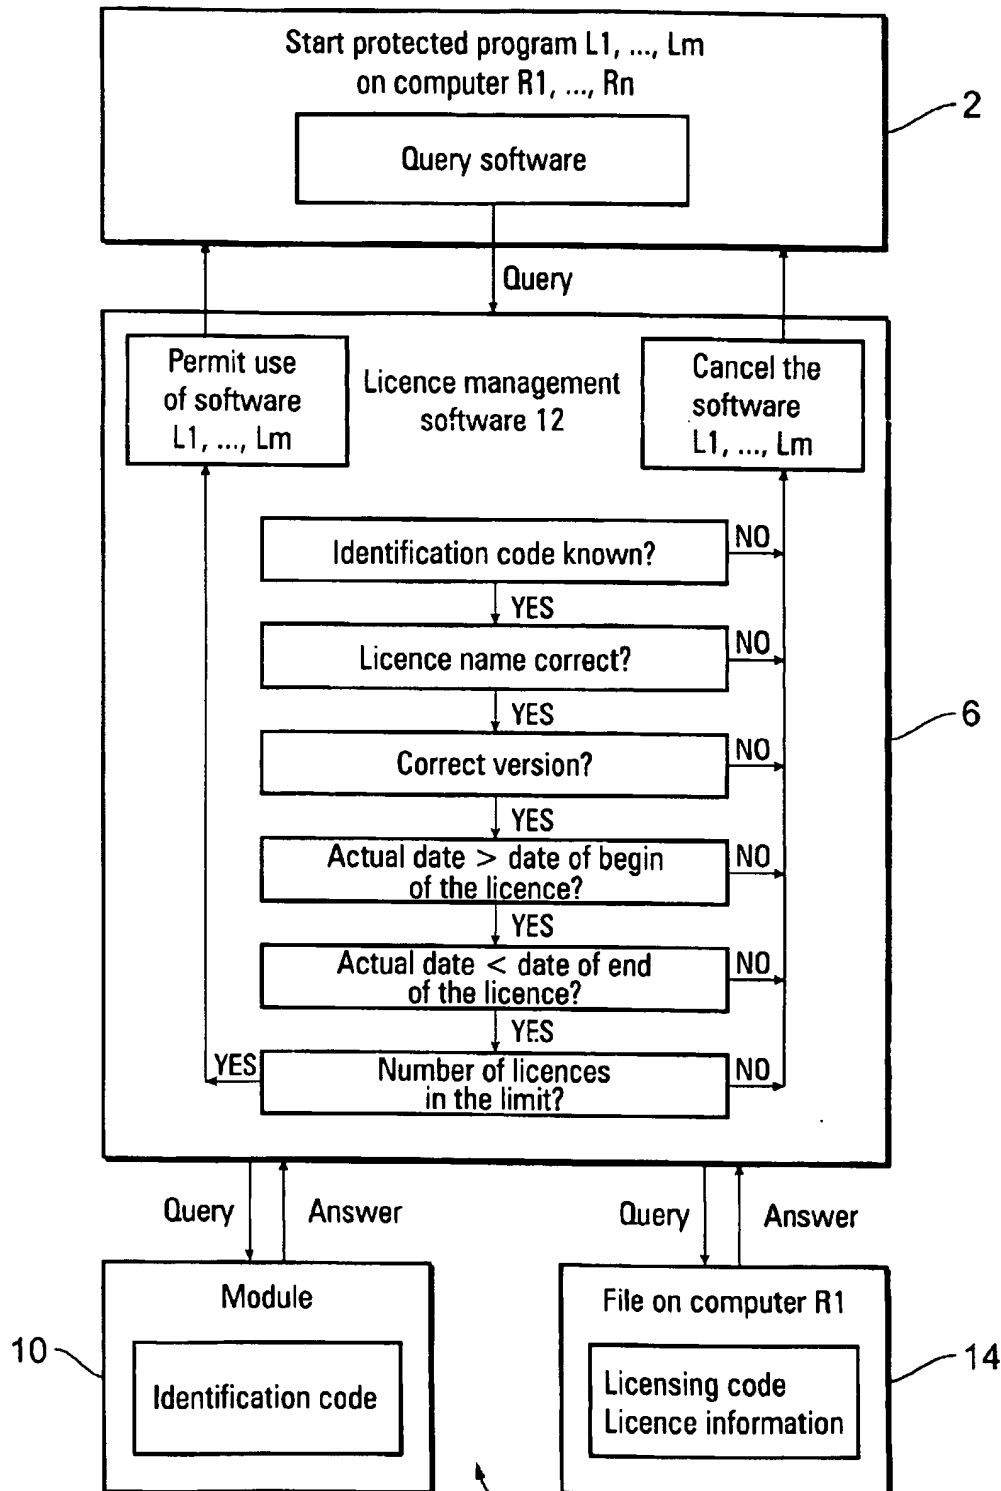 Start protected program L1, ..., Lm
on computer R1, ..., Rn
Query software
2
Query
Permit use
of software
L1, ..., Lm
Licence management
software 12
Cancel the
software
L1, ..., Lm
Identification code known?
NO
YES
Licence name correct?
NO
YES
6
Correct version?
NO
YES
Actual date > date of begin
of the licence?
NO
YES
Actual date < date of end
of the licence?
NO
YES
YES
Number of licences
in the limit?
NO
Query
Answer
Query
Answer
Module
Identification code
10
File on computer R1
Licensing code
Licence information
14